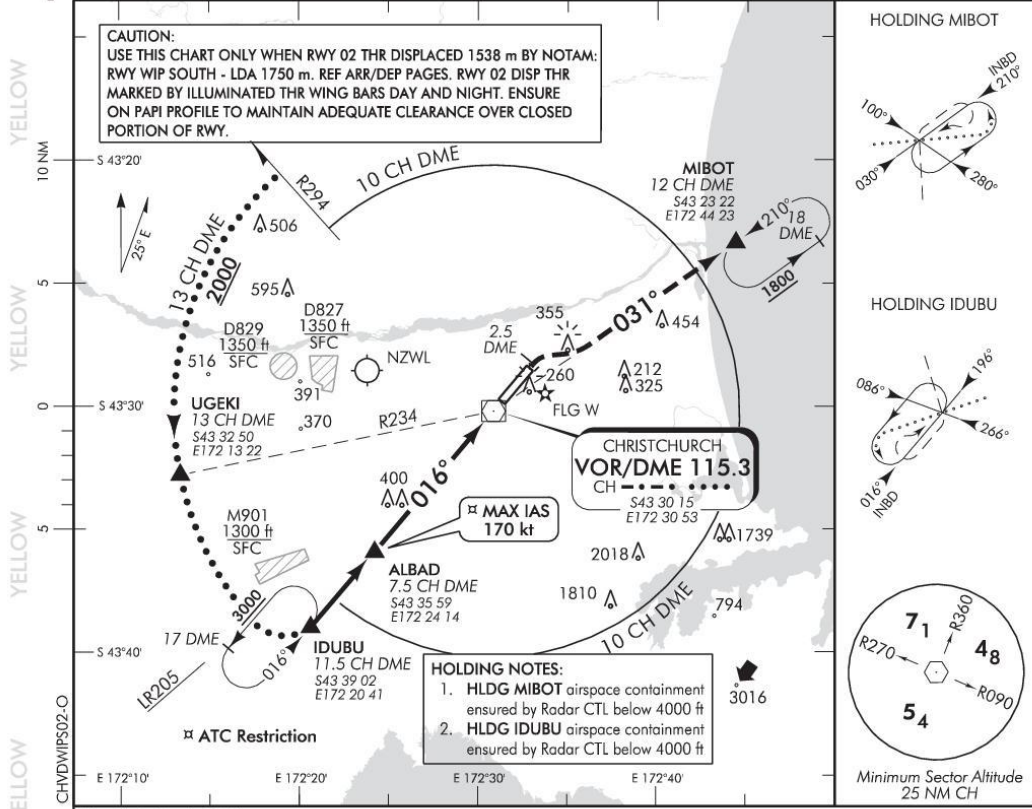 CAUTION:
USE THIS CHART ONLY WHEN RWY 02 THR DISPLACED 1538 m BY NOTAM:
RWY WIP SOUTH - LDA 1750 m. REF ARR/DEP PAGES. RWY 02 DISP THR
MARKED BY ILLUMINATED THR WING BARS DAY AND NIGHT. ENSURE
ON PAPI PROFILE TO MAINTAIN ADEQUATE CLEARANCE OVER CLOSED
PORTION OF RWY.
YELLOW
10 NM
S 43°20'
R294
10 CH DME
MIBOT
12 CH DME
S43 23 22
E172 44 23
210°
18
DME
1800
25°E
506
13 CH DME
2000
595
5
D827
1350 ft
SFC
D829
1350 ft
SFC
516
391
370
NZWL
355
2.5
DME
031°
454
260
212
325
FLG W
YELLOW
0
S 43°30'
UGEKI
13 CH DME
S43 32 50
E172 13 22
R234
CHRISTCHURCH
VOR/DME 115.3
CH
S43 30 15
E172 30 53
400
016°
¤ MAX IAS
170 kt
1739
2018
1810
794
10 CH DME
5
M901
1300 ft
SFC
ALBAD
7.5 CH DME
S43 35 59
E172 24 14
YELLOW
3000
17 DME
016°
IDUBU
11.5 CH DME
S43 39 02
E172 20 41
S 43°40'
LR205
3016
HOLDING NOTES:
1. HLDG MIBOT airspace containment
ensured by Radar CTL below 4000 ft
2. HLDG IDUBU airspace containment
ensured by Radar CTL below 4000 ft
¤ ATC Restriction
E 172°10'
E 172°20'
E 172°30'
E 172°40'
CHVDWIPS02-O
ELLOW
HOLDING MIBOT
INBD
210°
100°
030°
280°
HOLDING IDUBU
196°
086°
266°
016°
INBD
R360
71
48
R270
R090
54
Minimum Sector Altitude
25 NM CH